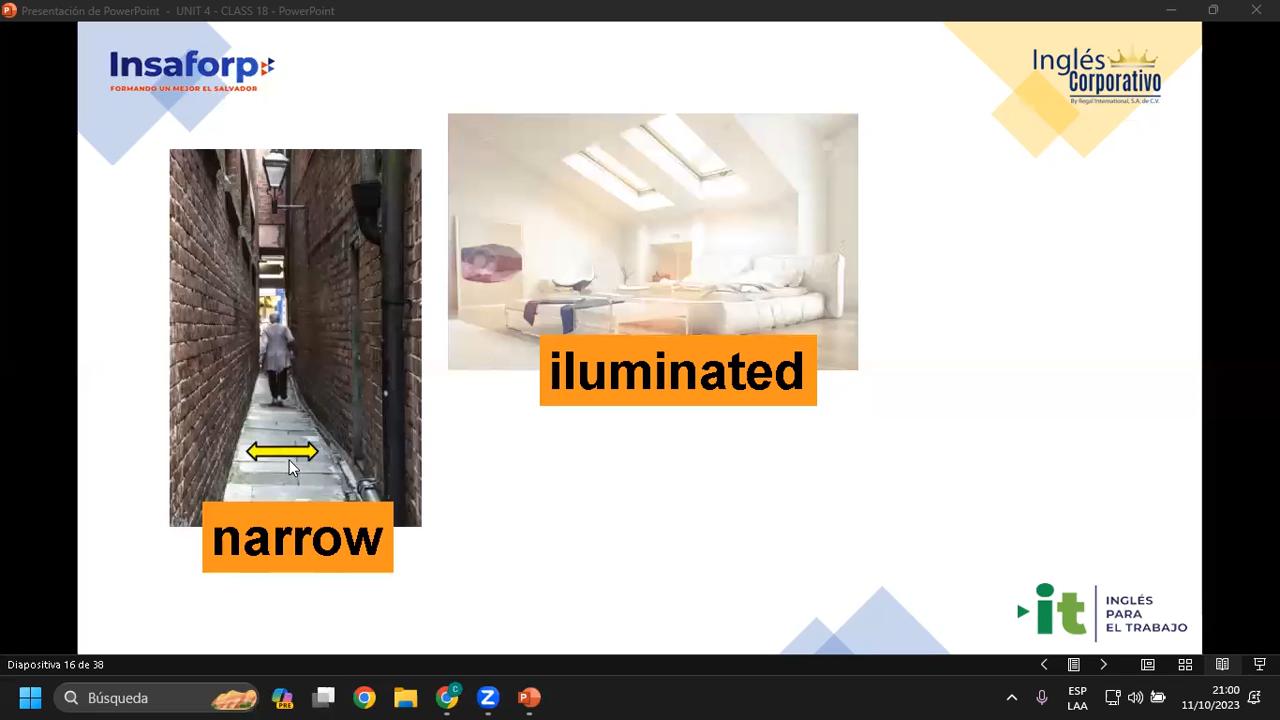 Presentación de PowerPoint - UNIT 4 - CLASS 18 - PowerPoint
Insaforp
FORMANDO UN MEJOR EL SALVADOR
Inglés
Corporativo
By Regal International, S.A. de C.V.
iluminated
narrow
it
INGLÉS
PARA
EL TRABAJO
Diapositiva 16 de 38
Búsqueda
PRE
C
Z
P
ESP
LAA
21:00
11/10/2023